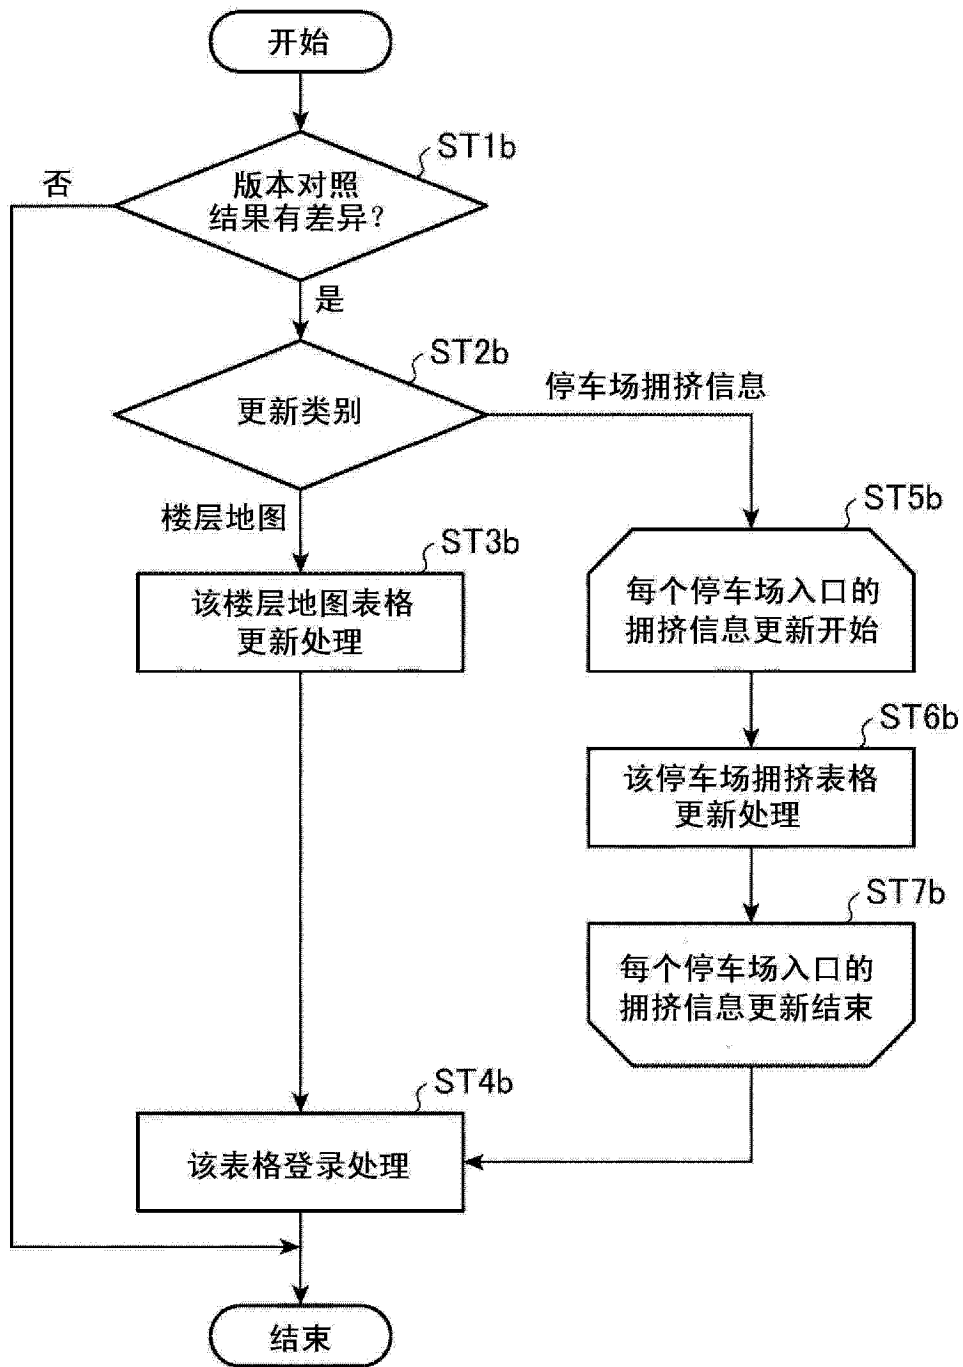 开始
ST1b
否
版本对照
结果有差异？
是
ST2b
更新类别
停车场拥挤信息
楼层地图
ST3b
该楼层地图表格
更新处理
ST5b
每个停车场入口的
拥挤信息更新开始
ST6b
该停车场拥挤表格
更新处理
ST7b
每个停车场入口的
拥挤信息更新结束
ST4b
该表格登录处理
结束